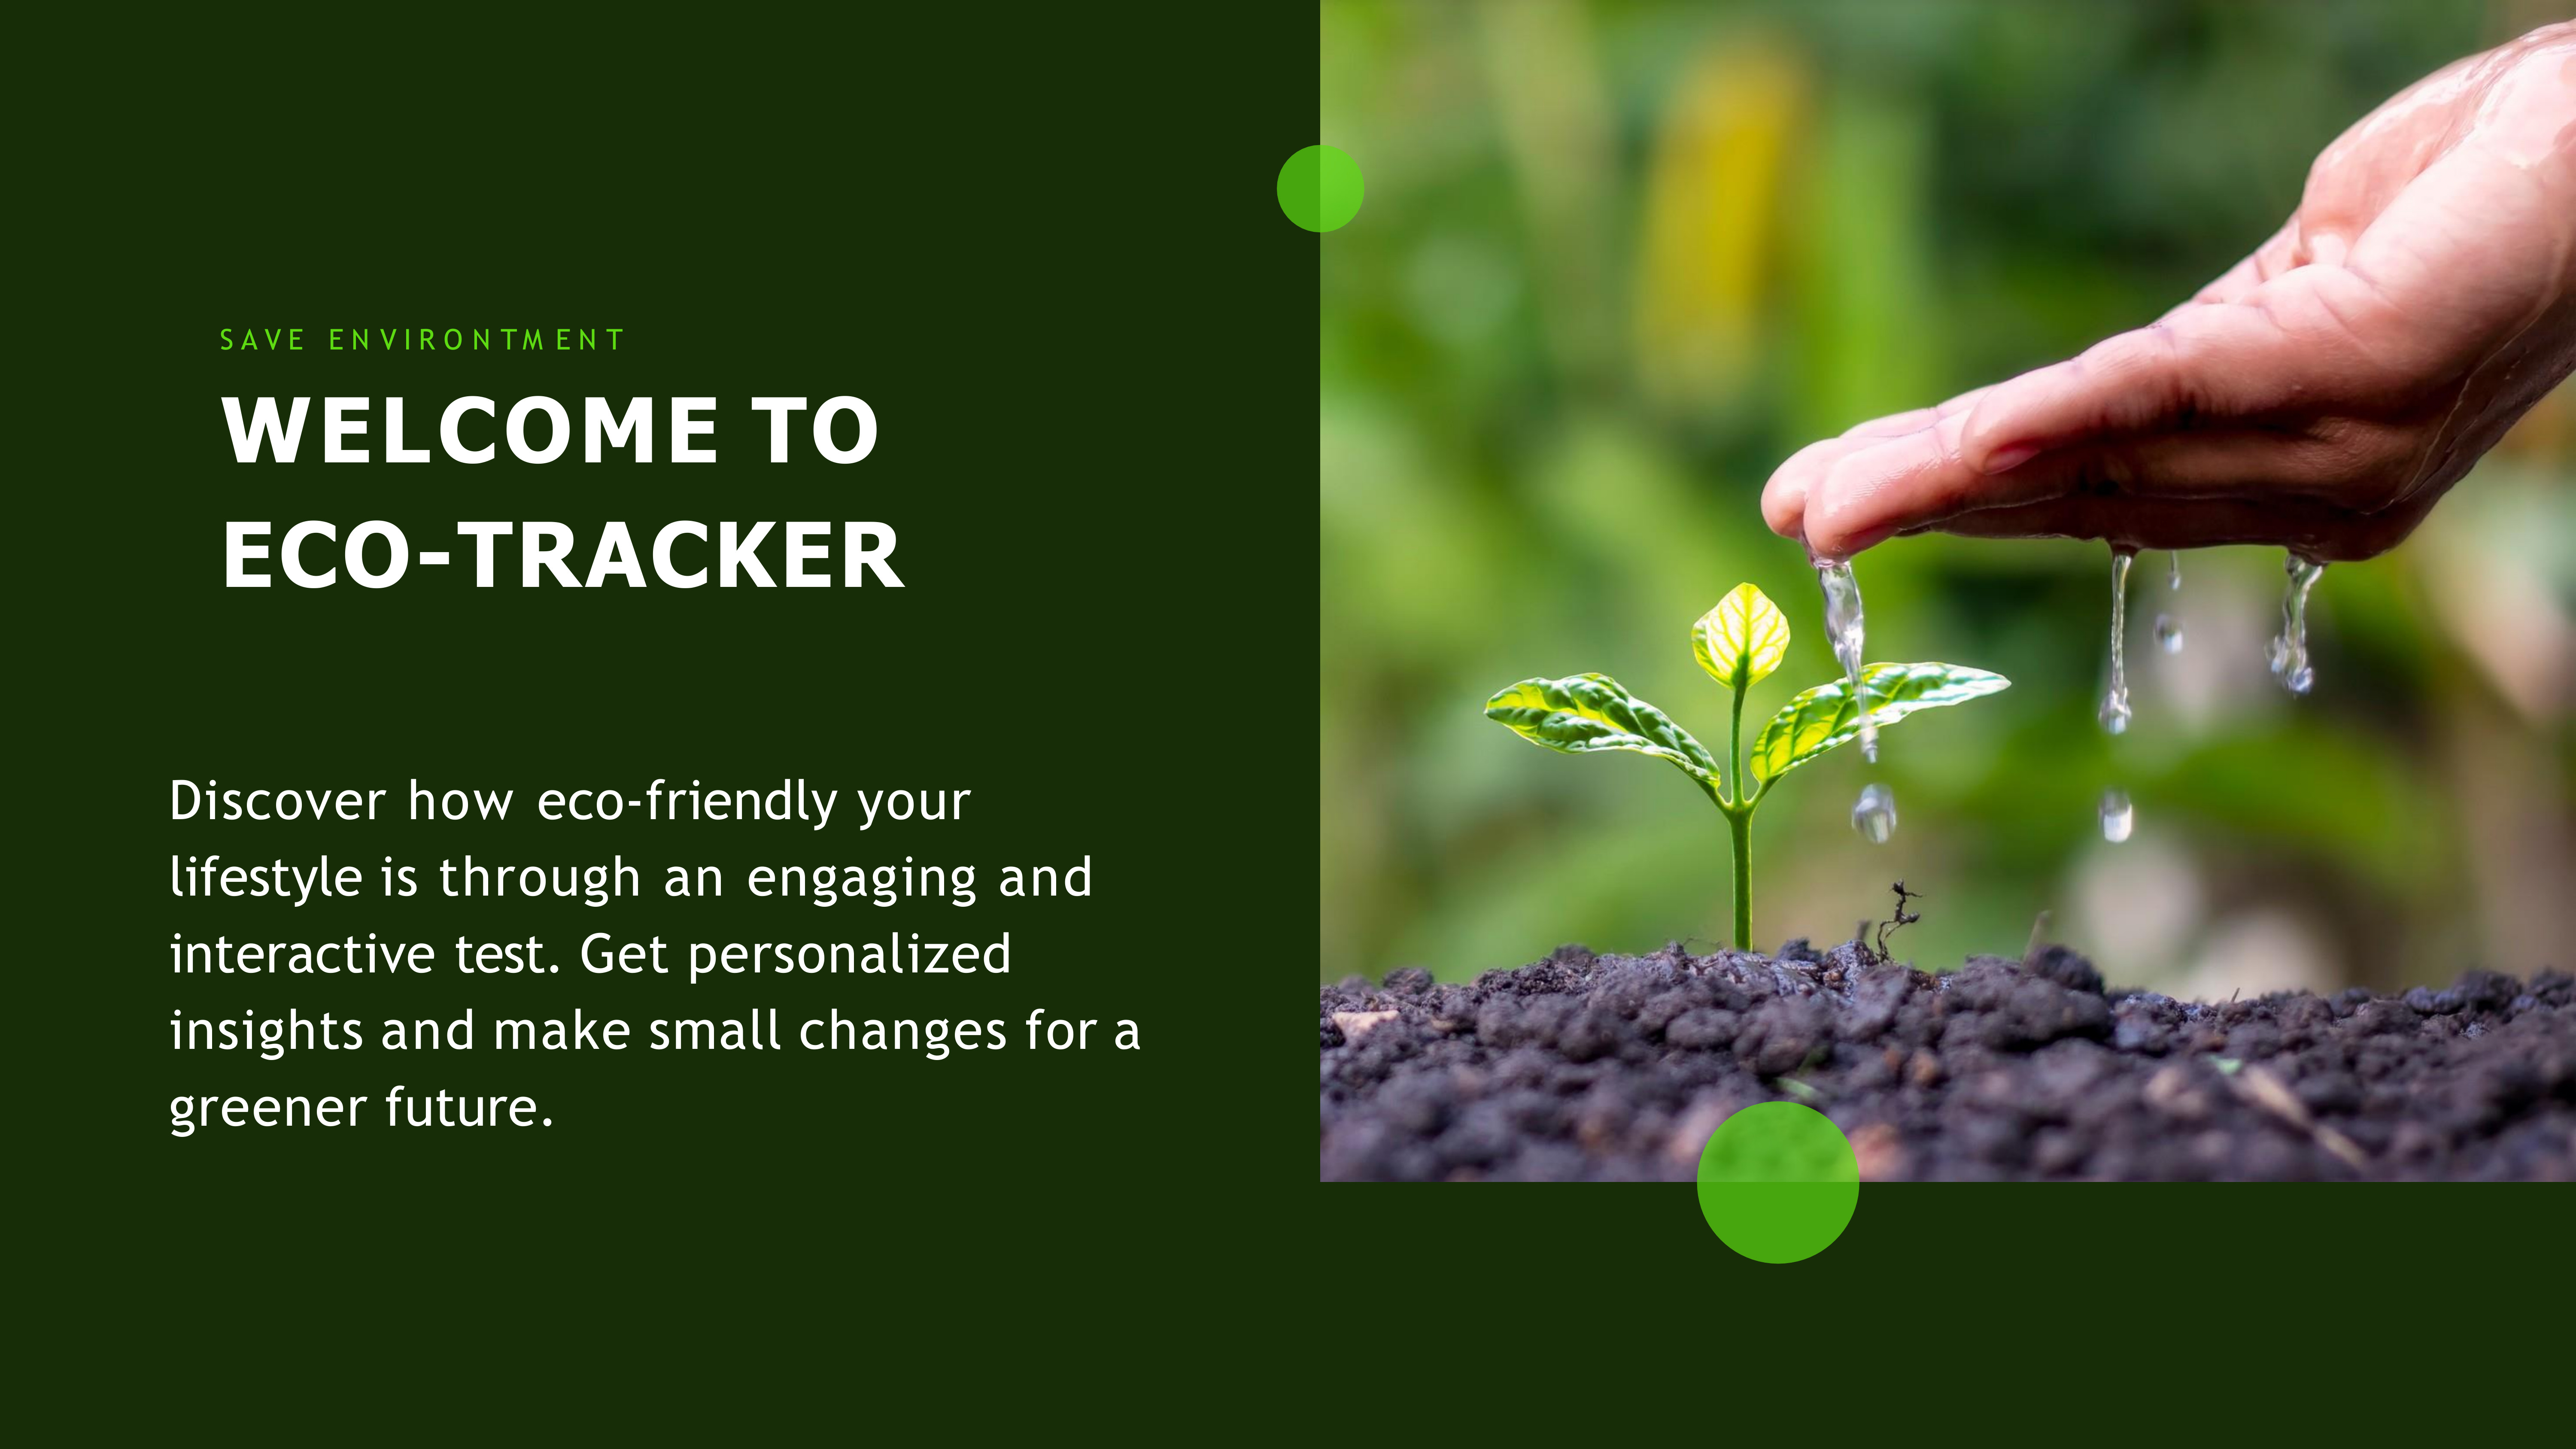 SAVE ENVIRONTMENT
WELCOME TO
ECO-TRACKER
Discover how eco-friendly your
lifestyle is through an engaging and
interactive test. Get personalized
insights and make small changes for a
greener future.